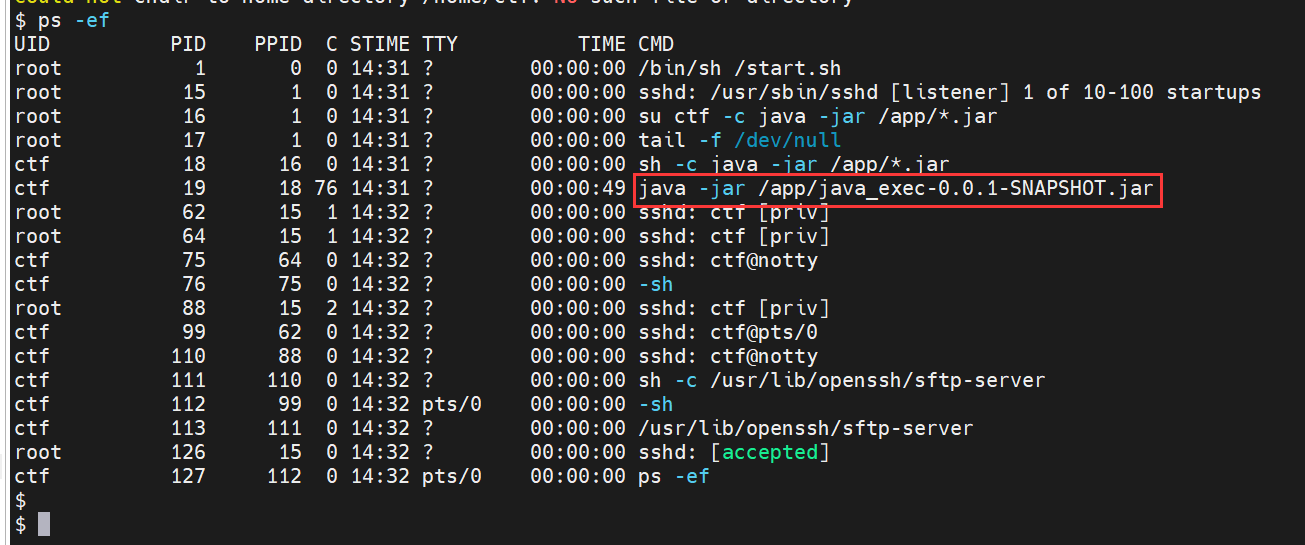 $ ps -ef
UID          PID    PPID  C STIME TTY          TIME CMD
root           1       0  0 14:31 ?        00:00:00 /bin/sh /start.sh
root          15       1  0 14:31 ?        00:00:00 sshd: /usr/sbin/sshd [listener] 1 of 10-100 startups
root          16       1  0 14:31 ?        00:00:00 su ctf -c java -jar /app/*.jar
root          17       1  0 14:31 ?        00:00:00 tail -f /dev/null
ctf           18      16  0 14:31 ?        00:00:00 sh -c java -jar /app/*.jar
ctf           19      18 76 14:31 ?        00:00:49 java -jar /app/java_exec-0.0.1-SNAPSHOT.jar
root          62      15  1 14:32 ?        00:00:00 sshd: ctf [priv]
root          64      15  1 14:32 ?        00:00:00 sshd: ctf [priv]
ctf           75      64  0 14:32 ?        00:00:00 sshd: ctf@notty
ctf           76      75  0 14:32 ?        00:00:00 -sh
root          88      15  2 14:32 ?        00:00:00 sshd: ctf [priv]
ctf           99      62  0 14:32 ?        00:00:00 sshd: ctf@pts/0
ctf          110      88  0 14:32 ?        00:00:00 sshd: ctf@notty
ctf          111     110  0 14:32 ?        00:00:00 sh -c /usr/lib/openssh/sftp-server
ctf          112      99  0 14:32 pts/0    00:00:00 -sh
ctf          113     111  0 14:32 ?        00:00:00 /usr/lib/openssh/sftp-server
root         126      15  0 14:32 ?        00:00:00 sshd: [accepted]
ctf          127     112  0 14:32 pts/0    00:00:00 ps -ef
$
$